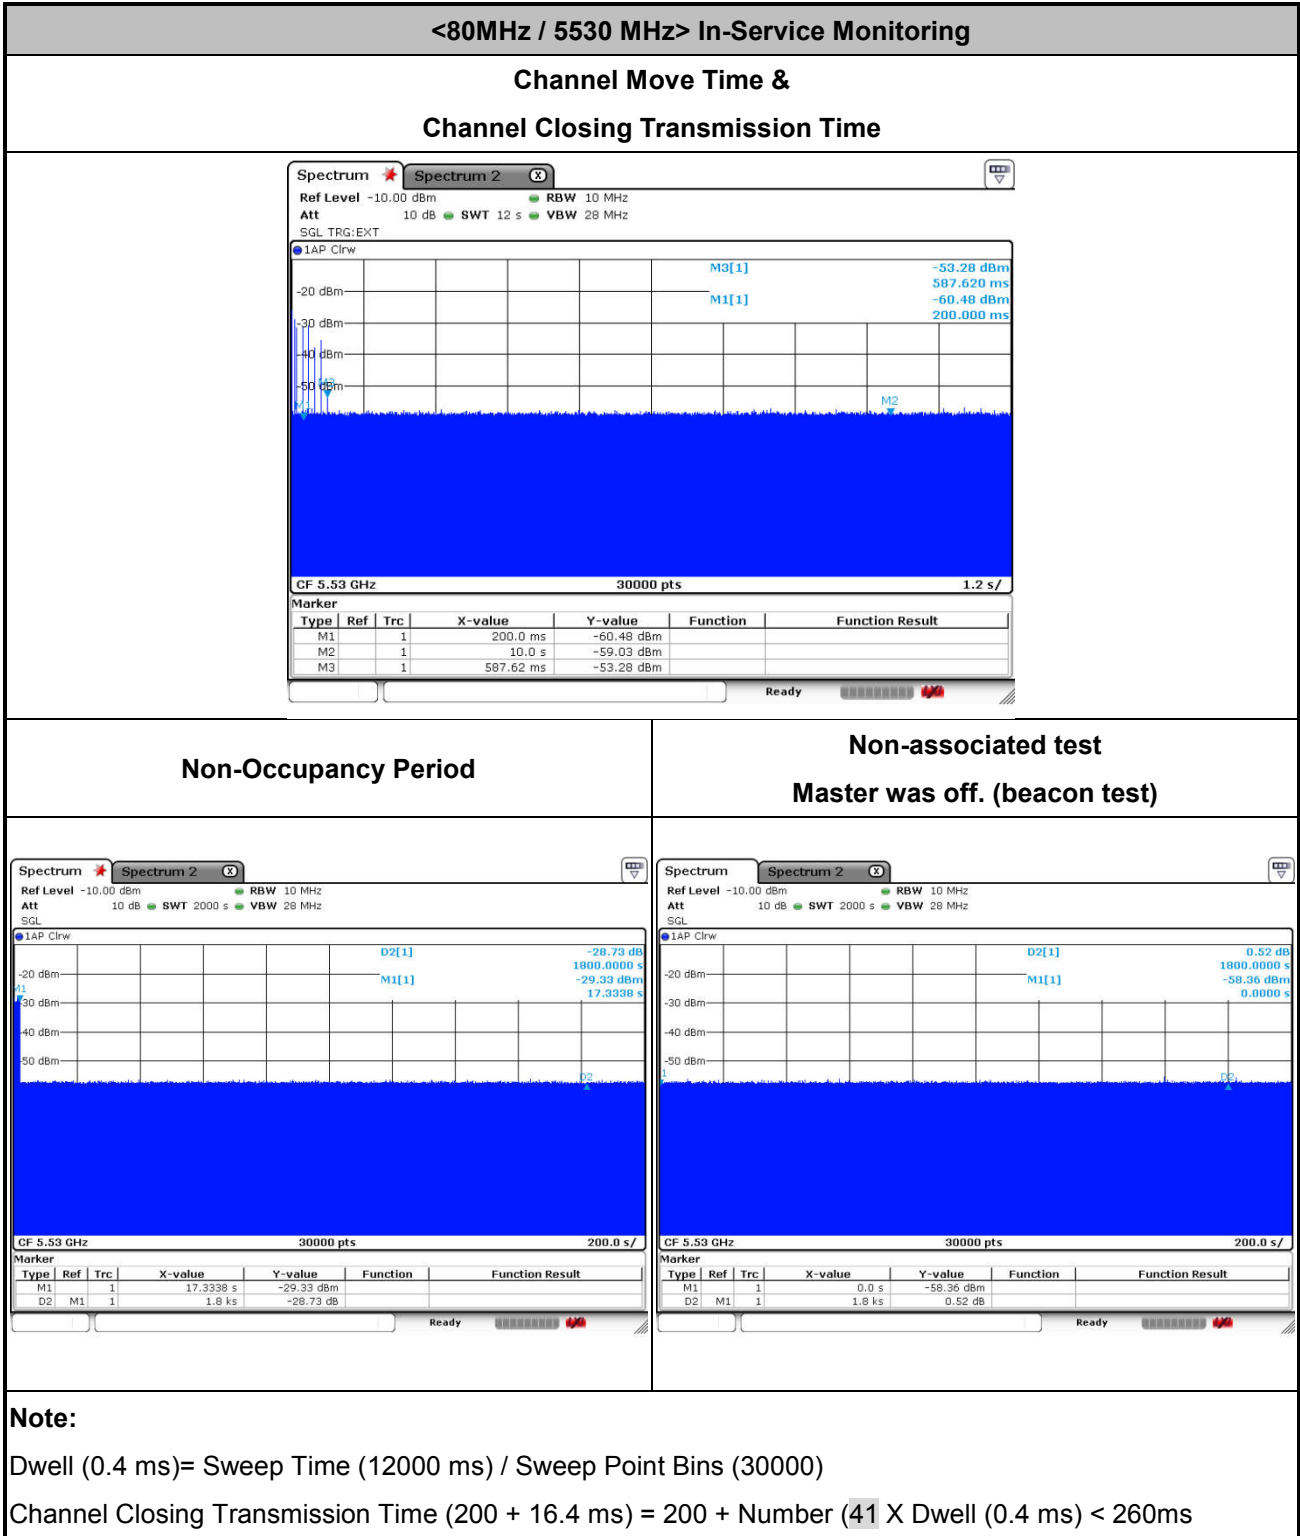 <80MHz / 5530 MHz> In-Service Monitoring
Channel Move Time &
Channel Closing Transmission Time
Spectrum Spectrum 2 X
Ref Level -10.00 dBm RBW 10 MHz
Att 10 dB SWT 12 s VBW 28 MHz
SGL TRG:EXT
1AP Clrw
M3[1] -53.28 dBm
587.620 ms
-20 dBm
M1[1] -60.48 dBm
200.000 ms
-30 dBm
-40 dBm
-50 dBm
M3
M1
M2
CF 5.53 GHz 30000 pts 1.2 s/
Marker
Type Ref Trc X-value Y-value Function Function Result
M1 1 200.0 ms -60.48 dBm
M2 1 10.0 s -59.03 dBm
M3 1 587.62 ms -53.28 dBm
Ready
Non-Occupancy Period
Non-associated test
Master was off. (beacon test)
Spectrum Spectrum 2 X
Ref Level -10.00 dBm RBW 10 MHz
Att 10 dB SWT 2000 s VBW 28 MHz
SGL
1AP Clrw
D2[1] -28.73 dB
1800.0000 s
-20 dBm
M1[1] -29.33 dBm
17.3338 s
M1
-30 dBm
-40 dBm
-50 dBm
D2
CF 5.53 GHz 30000 pts 200.0 s/
Marker
Type Ref Trc X-value Y-value Function Function Result
M1 1 17.3338 s -29.33 dBm
D2 M1 1 1.8 ks -28.73 dB
Ready
Spectrum Spectrum 2 X
Ref Level -10.00 dBm RBW 10 MHz
Att 10 dB SWT 2000 s VBW 28 MHz
SGL
1AP Clrw
D2[1] 0.52 dB
1800.0000 s
-20 dBm
M1[1] -58.36 dBm
0.0000 s
-30 dBm
-40 dBm
-50 dBm
1
D2
CF 5.53 GHz 30000 pts 200.0 s/
Marker
Type Ref Trc X-value Y-value Function Function Result
M1 1 0.0 s -58.36 dBm
D2 M1 1 1.8 ks 0.52 dB
Ready
Note:
Dwell (0.4 ms)= Sweep Time (12000 ms) / Sweep Point Bins (30000)
Channel Closing Transmission Time (200 + 16.4 ms) = 200 + Number (41 X Dwell (0.4 ms) < 260ms